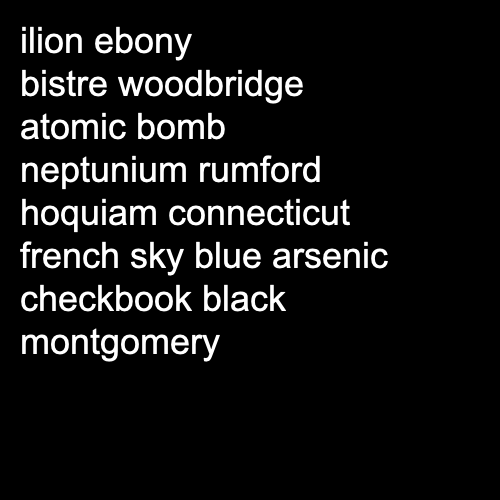 ilion ebony
bistre woodbridge
atomic bomb
neptunium rumford
hoquiam connecticut
french sky blue arsenic
checkbook black
montgomery